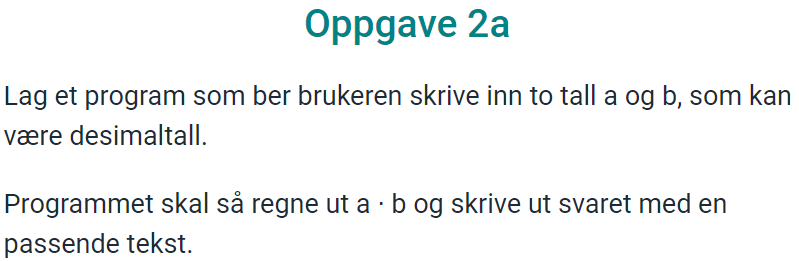 Oppgave 2a
Lag et program som ber brukeren skrive inn to tall a og b, som kan
være desimaltall.
Programmet skal så regne ut a · b og skrive ut svaret med en
passende tekst.